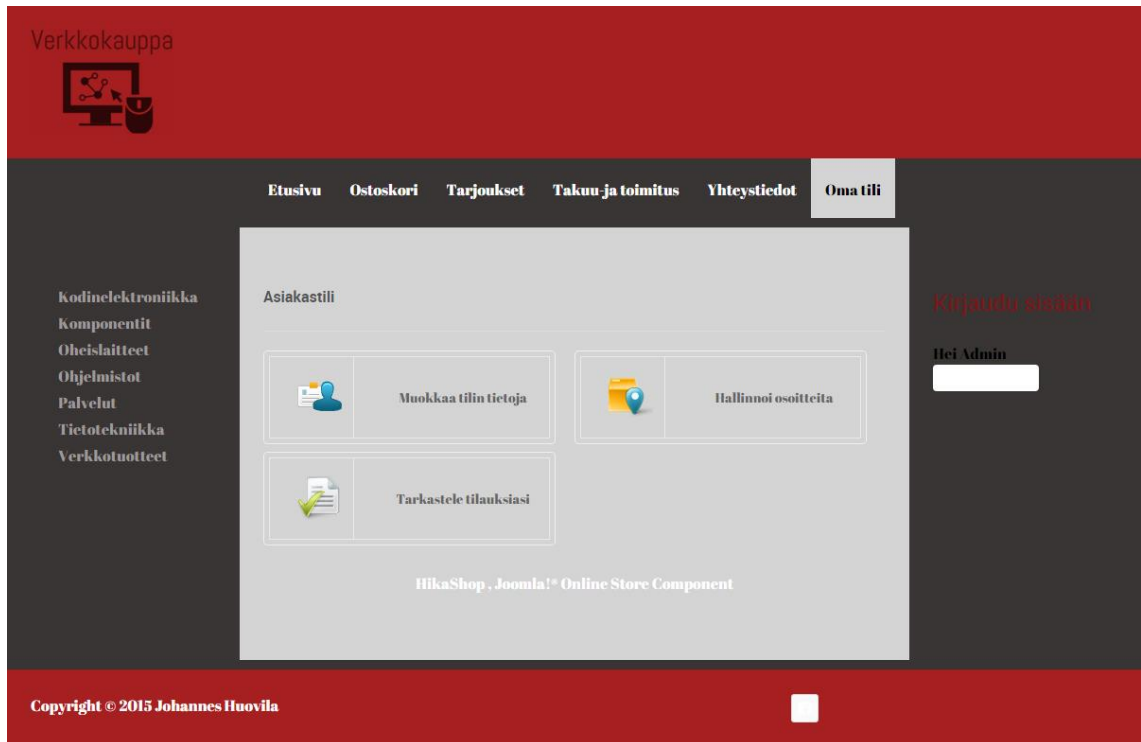 Verkkokauppa
Etusivu Ostoskori Tarjoukset Takuu-ja toimitus Yhteystiedot Oma tili
Kodinelektroniikka
Komponentit
Oheislaitteet
Ohjelmistot
Palvelut
Tietotekniikka
Verkkotuotteet
Asiakastili
Muokkaa tilin tietoja
Hallinnoi osoitteita
Tarkastele tilauksiasi
HikaShop , Joomla!® Online Store Component
Kirjaudu sisään
Hei Admin
Copyright © 2015 Johannes Huovila